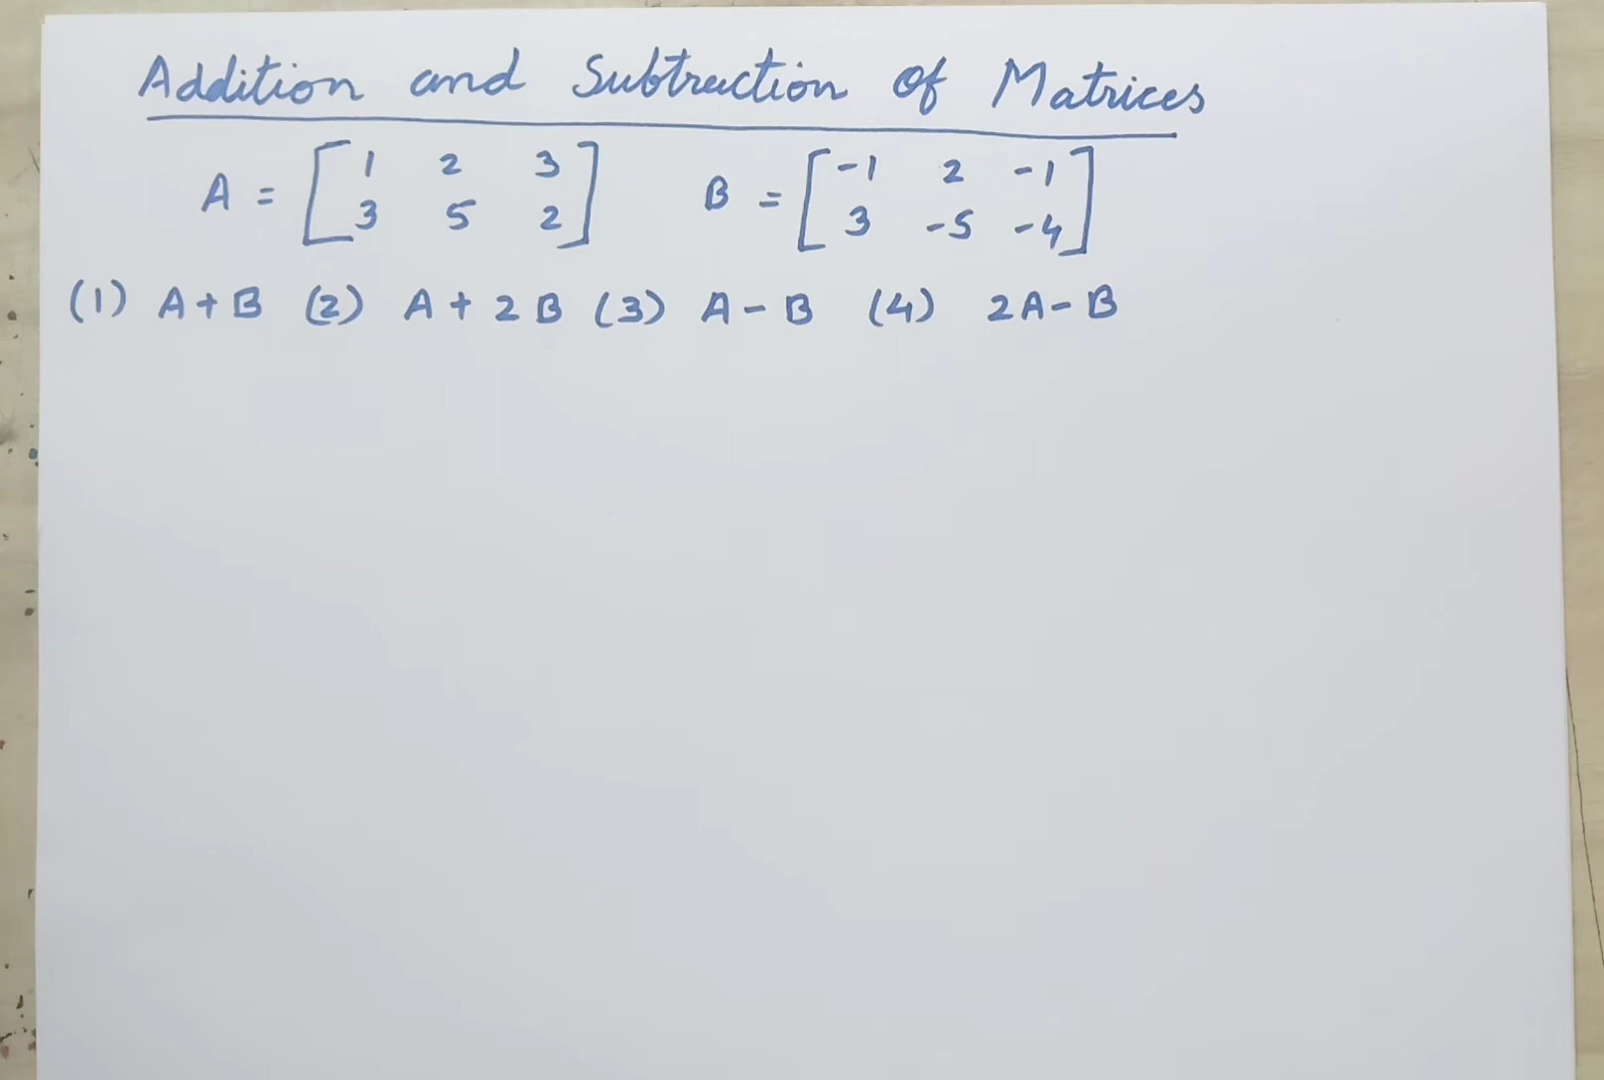 Addition and Subtraction of Matrices
A = [1 2 3 B = [-1 2 -1
3 5 2] 3 -5 -4]
(1) A+B (2) A+2B (3) A-B (4) 2A-B